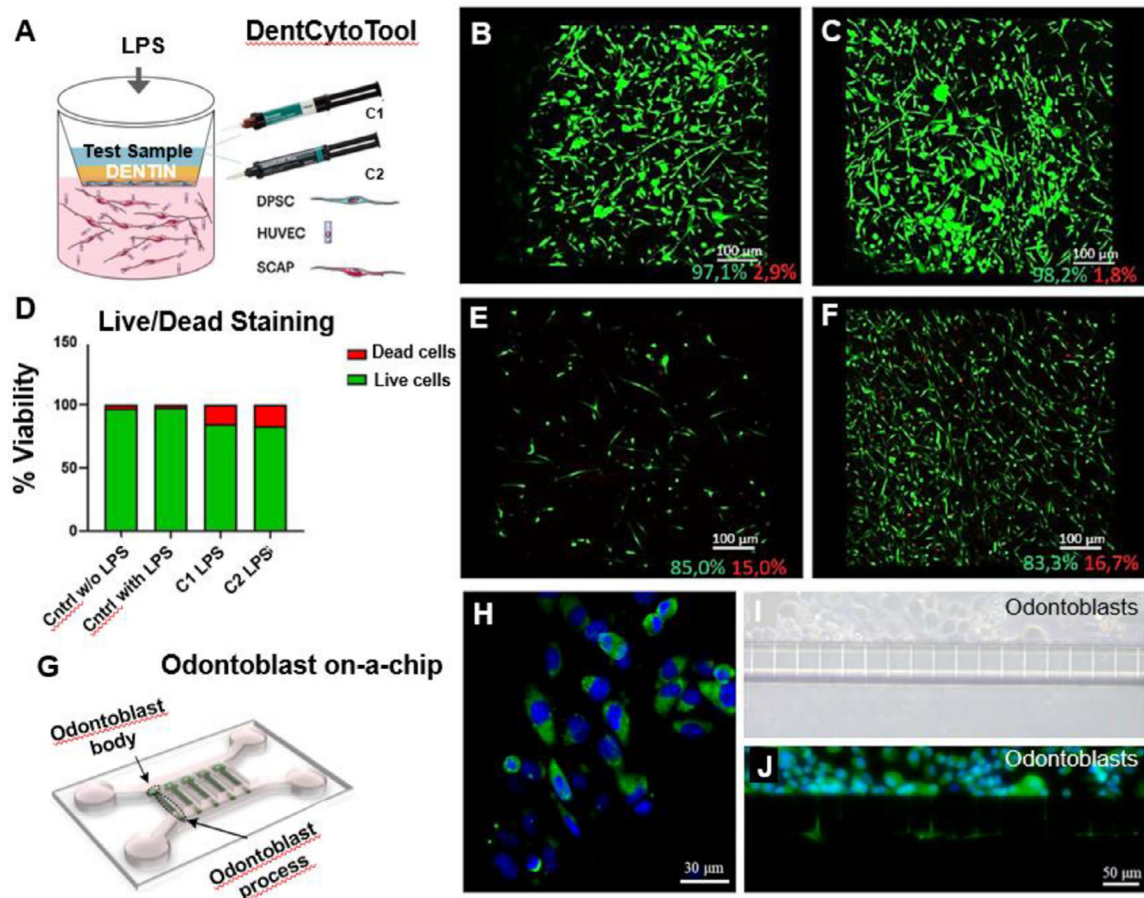 A
LPS
DentCytoTool
Test Sample
DENTIN
C1
C2
DPSC
HUVEC
SCAP
B
100 µm
97,1% 2,9%
C
100 µm
98,2% 1,8%
D
Live/Dead Staining
150
100
50
0
% Viability
Dead cells
Live cells
Cntrl w/o LPS
Cntrl with LPS
C1 LPS
C2 LPS
E
100 µm
85,0% 15,0%
F
100 µm
83,3% 16,7%
G
Odontoblast on-a-chip
Odontoblast
body
Odontoblast
process
H
30 µm
I
Odontoblasts
J
Odontoblasts
50 µm